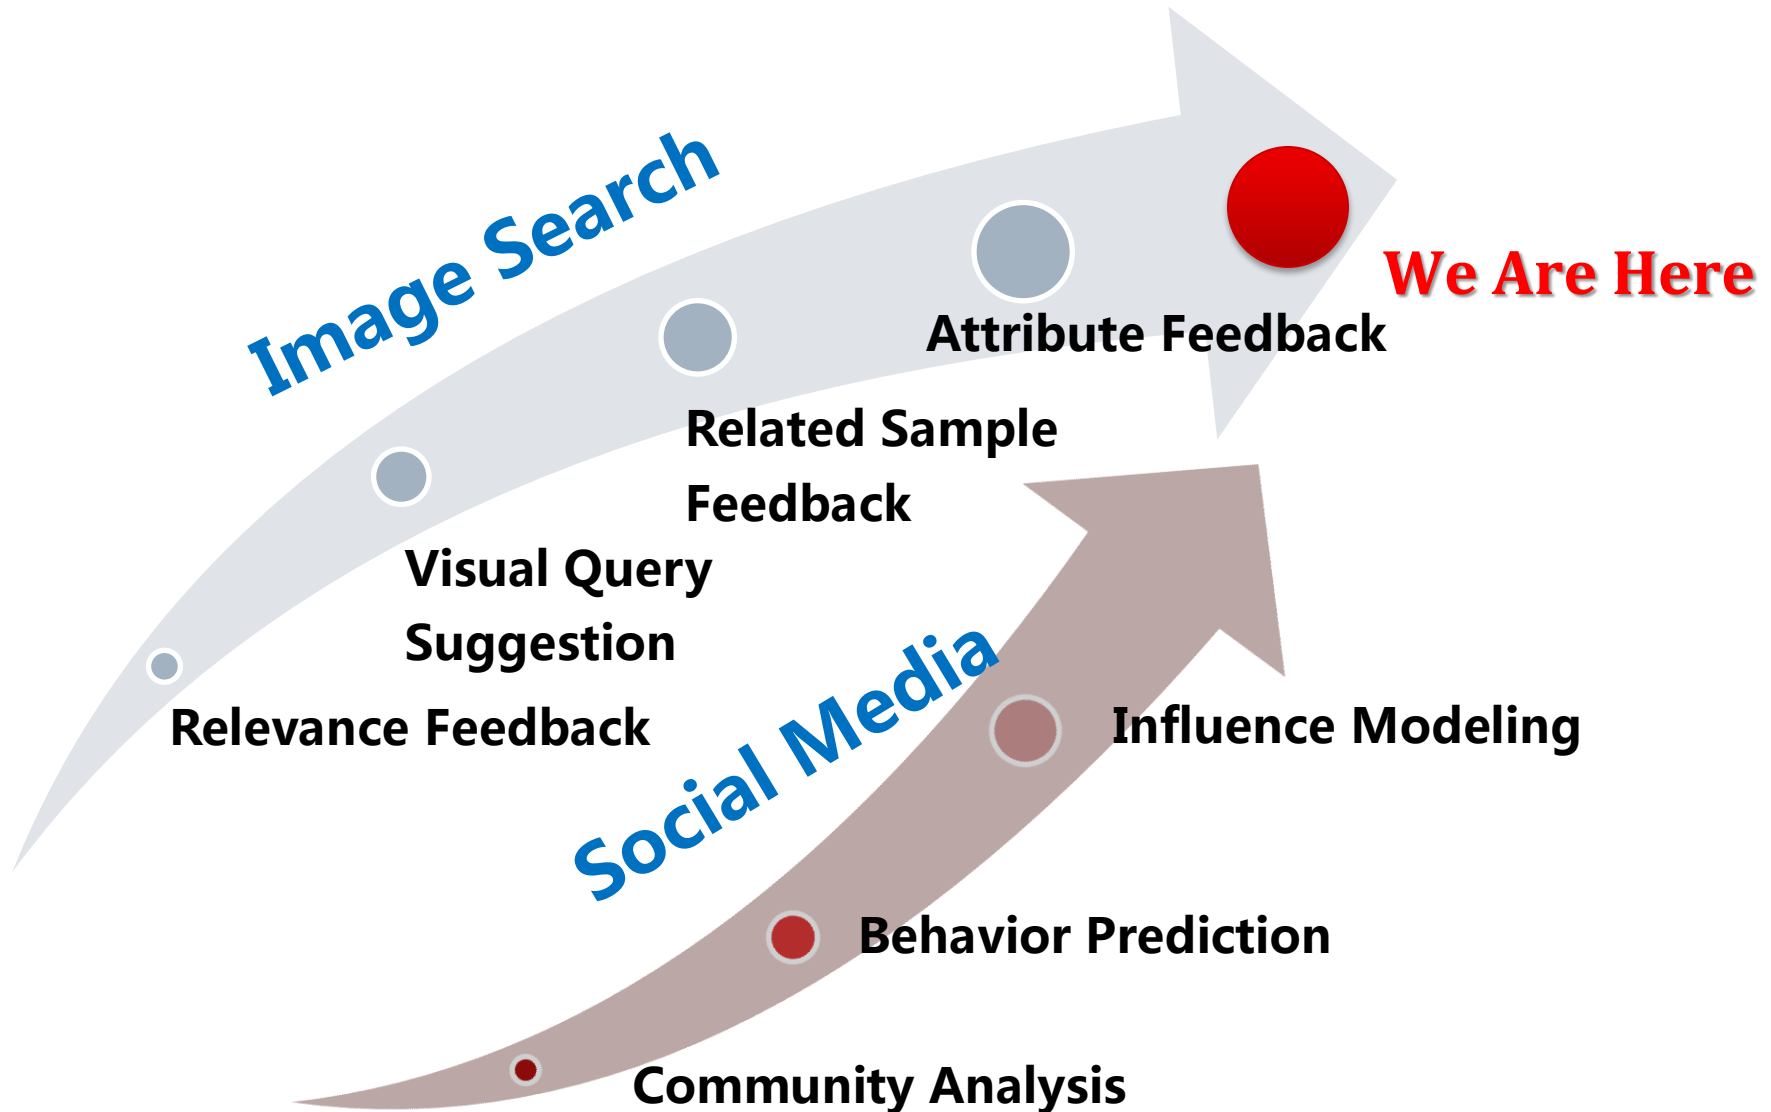 Image Search
We Are Here
Attribute Feedback
Related Sample
Feedback
Visual Query
Suggestion
Relevance Feedback
Social Media
Influence Modeling
Behavior Prediction
Community Analysis